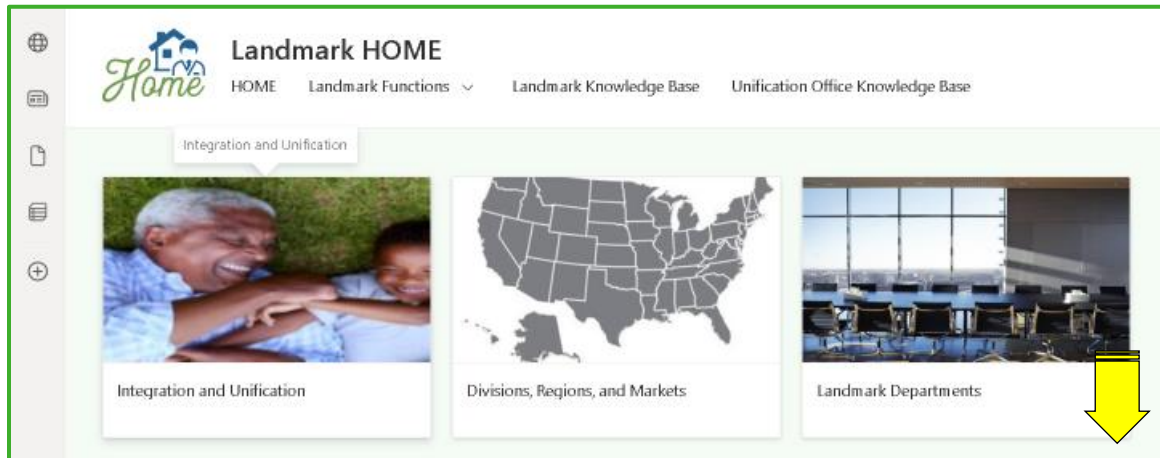 Home
Landmark HOME
HOME Landmark Functions Landmark Knowledge Base Unification Office Knowledge Base
Integration and Unification
Integration and Unification
Divisions, Regions, and Markets
Landmark Departments